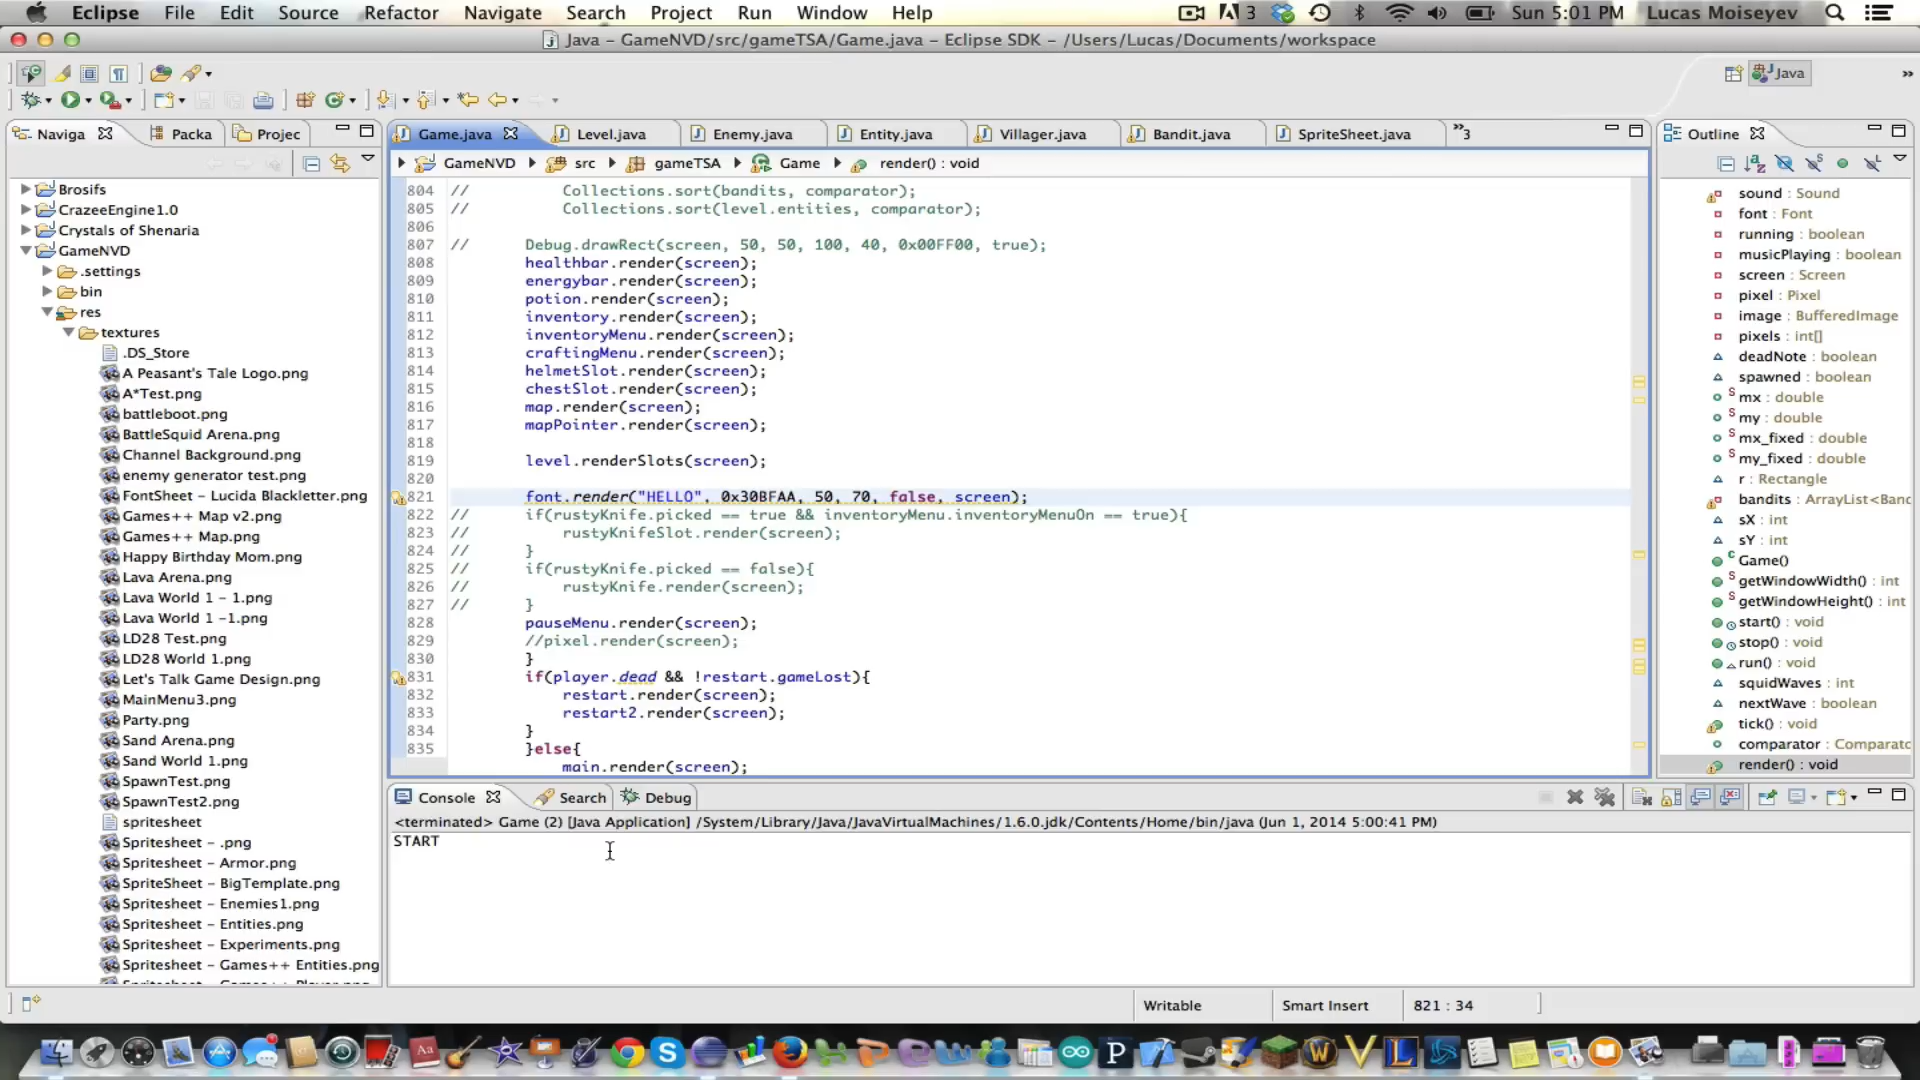 Eclipse File Edit Source Refactor Navigate Search Project Run Window Help 3 Sun 5:01 PM Lucas Moiseyev
Java – GameNVD/src/gameTSA/Game.java – Eclipse SDK – /Users/Lucas/Documents/workspace
Java
Naviga Packa Projec
Brosifs
CrazeeEngine1.0
Crystals of Shenaria
GameNVD
.settings
bin
res
textures
.DS_Store
A Peasant's Tale Logo.png
A*Test.png
battleboot.png
BattleSquid Arena.png
Channel Background.png
enemy generator test.png
FontSheet – Lucida Blackletter.png
Games++ Map v2.png
Games++ Map.png
Happy Birthday Mom.png
Lava Arena.png
Lava World 1 – 1.png
Lava World 1 –1.png
LD28 Test.png
LD28 World 1.png
Let's Talk Game Design.png
MainMenu3.png
Party.png
Sand Arena.png
Sand World 1.png
SpawnTest.png
SpawnTest2.png
spritesheet
Spritesheet – .png
Spritesheet – Armor.png
SpriteSheet – BigTemplate.png
Spritesheet – Enemies1.png
Spritesheet – Entities.png
Spritesheet – Experiments.png
Spritesheet – Games++ Entities.png
Spritesheet – Games++ Player.png
Game.java Level.java Enemy.java Entity.java Villager.java Bandit.java SpriteSheet.java »3
GameNVD src gameTSA Game render() : void
804 // Collections.sort(bandits, comparator);
805 // Collections.sort(level.entities, comparator);
806
807 // Debug.drawRect(screen, 50, 50, 100, 40, 0x00FF00, true);
808 healthbar.render(screen);
809 energybar.render(screen);
810 potion.render(screen);
811 inventory.render(screen);
812 inventoryMenu.render(screen);
813 craftingMenu.render(screen);
814 helmetSlot.render(screen);
815 chestSlot.render(screen);
816 map.render(screen);
817 mapPointer.render(screen);
818
819 level.renderSlots(screen);
820
821 font.render("HELLO", 0x30BFAA, 50, 70, false, screen);
822 // if(rustyKnife.picked == true && inventoryMenu.inventoryMenuOn == true){
823 // rustyKnifeSlot.render(screen);
824 // }
825 // if(rustyKnife.picked == false){
826 // rustyKnife.render(screen);
827 // }
828 pauseMenu.render(screen);
829 //pixel.render(screen);
830 }
831 if(player.dead && !restart.gameLost){
832 restart.render(screen);
833 restart2.render(screen);
834 }
835 }else{
main.render(screen);
Console Search Debug
<terminated> Game (2) [Java Application] /System/Library/Java/JavaVirtualMachines/1.6.0.jdk/Contents/Home/bin/java (Jun 1, 2014 5:00:41 PM)
START
Outline
sound : Sound
font : Font
running : boolean
musicPlaying : boolean
screen : Screen
pixel : Pixel
image : BufferedImage
pixels : int[]
deadNote : boolean
spawned : boolean
S mx : double
S my : double
S mx_fixed : double
S my_fixed : double
r : Rectangle
bandits : ArrayList<Band
sX : int
sY : int
C Game()
S getWindowWidth() : int
S getWindowHeight() : int
start() : void
stop() : void
run() : void
squidWaves : int
nextWave : boolean
tick() : void
comparator : Comparato
render() : void
Writable Smart Insert 821 : 34